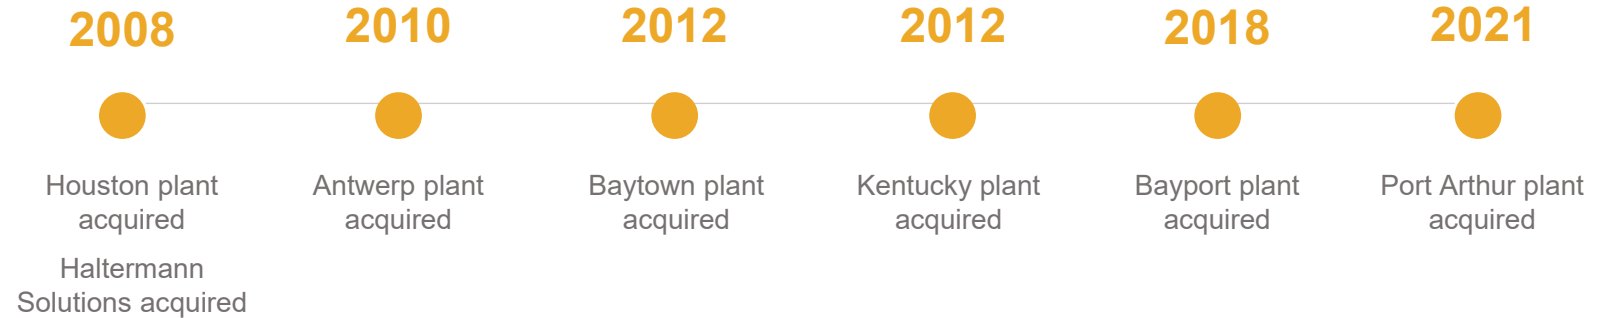 2008
2010
2012
2012
2018
2021
Houston plant
acquired
Haltermann
Solutions acquired
Antwerp plant
acquired
Baytown plant
acquired
Kentucky plant
acquired
Bayport plant
acquired
Port Arthur plant
acquired